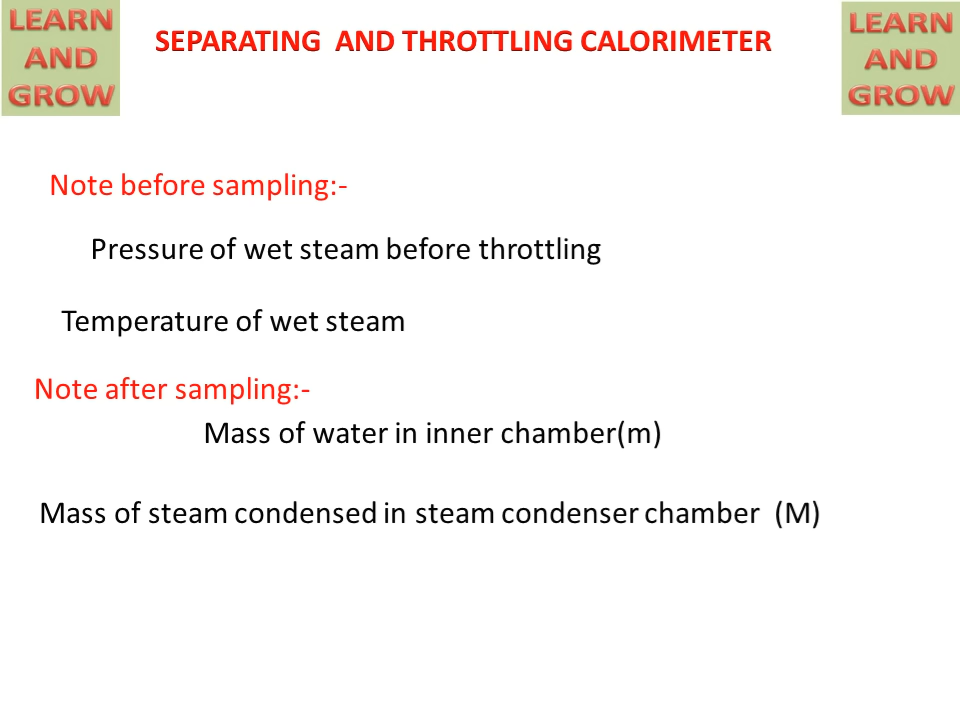 LEARN
AND
GROW
SEPARATING  AND THROTTLING CALORIMETER
LEARN
AND
GROW
Note before sampling:-
Pressure of wet steam before throttling
Temperature of wet steam
Note after sampling:-
Mass of water in inner chamber(m)
Mass of steam condensed in steam condenser chamber  (M)